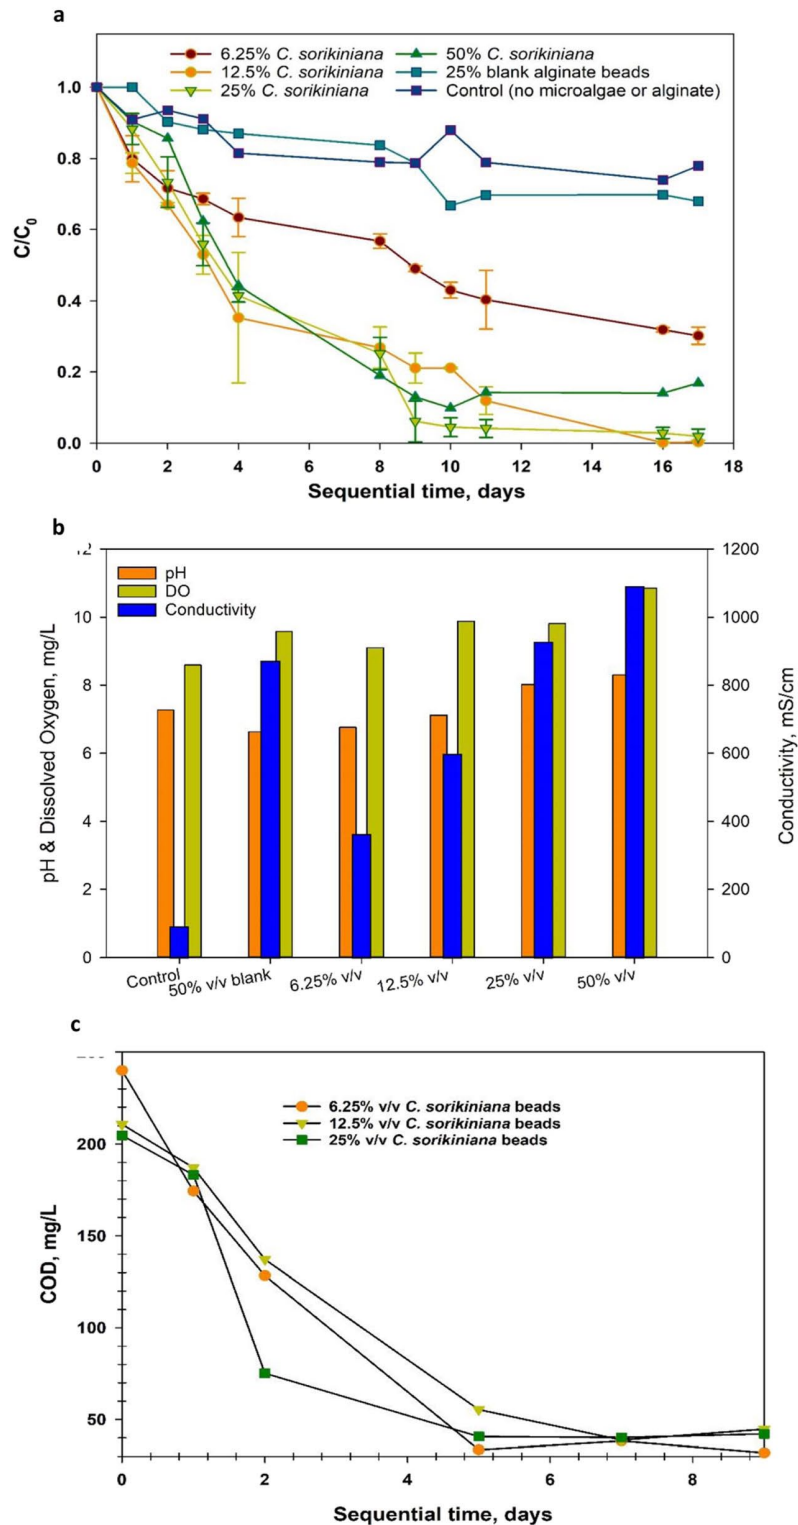 a
6.25% C. sorikiniana
12.5% C. sorikiniana
25% C. sorikiniana
50% C. sorikiniana
25% blank alginate beads
Control (no microalgae or alginate)
C/C0
1.0
0.8
0.6
0.4
0.2
0.0
0 2 4 6 8 10 12 14 16 18
Sequential time, days
b
pH
DO
Conductivity
pH & Dissolved Oxygen, mg/L
10
8
6
4
2
0
1200
1000
800
600
400
200
0
Conductivity, mS/cm
Control
50% v/v blank
6.25% v/v
12.5% v/v
25% v/v
50% v/v
c
6.25% v/v C. sorikiniana beads
12.5% v/v C. sorikiniana beads
25% v/v C. sorikiniana beads
COD, mg/L
200
150
100
50
0 2 4 6 8
Sequential time, days